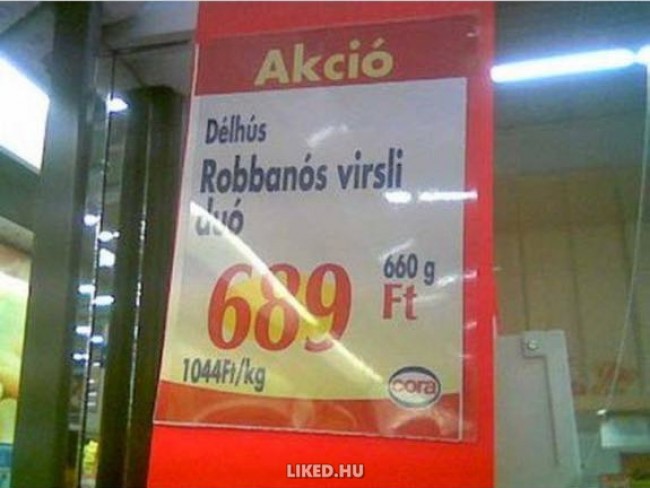 Akció
Délhús
Robbanós virsli
duó
660 g
689 Ft
1044Ft/kg
cora
LIKED.HU